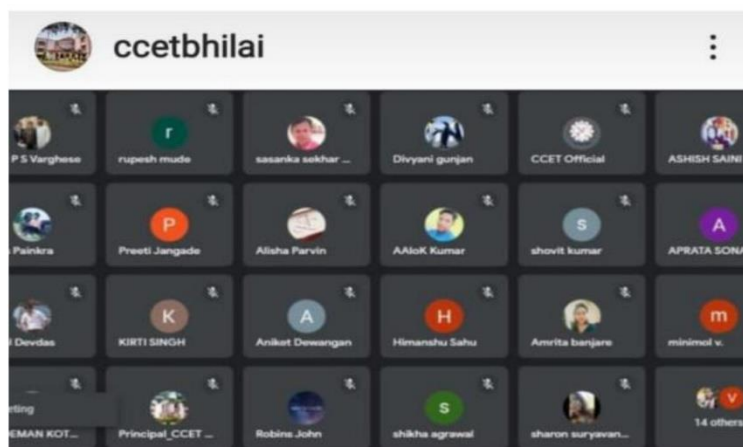 ccetbhilai
P S Varghese
rupesh mude
sasanka sekhar ...
Divyani gunjan
CCET Official
ASHISH SAINI
Painkra
Preeti Jangade
Alisha Parvin
AAloK Kumar
shovit kumar
APRATA SONA
Devdas
KIRTI SINGH
Aniket Dewangan
Himanshu Sahu
Amrita banjare
minimol v.
eting
EMAN KOT...
Principal_CCET ...
Robins John
shikha agrawal
sharon suryavan...
14 others
r
P
S
A
K
A
H
m
S
V